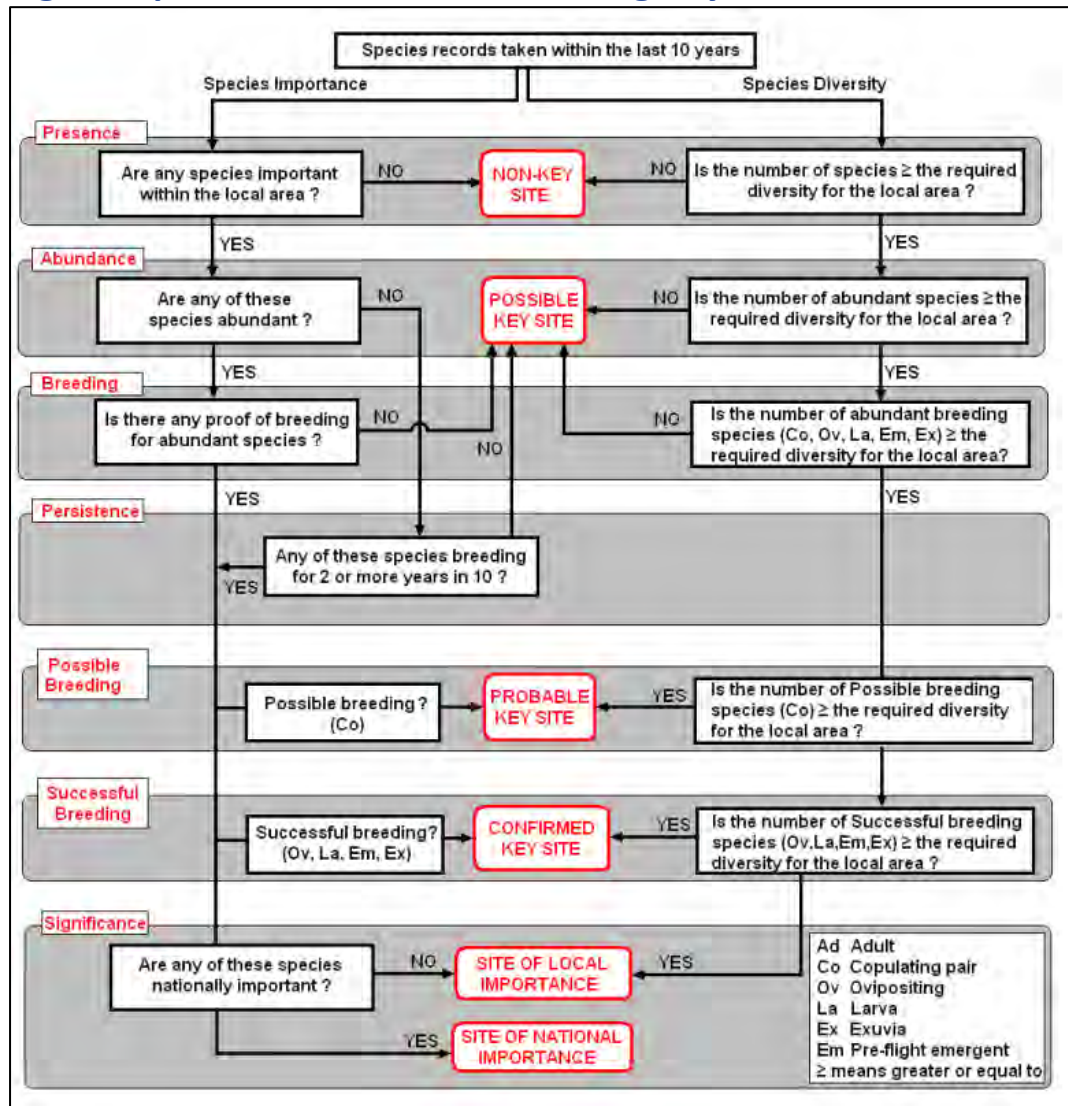 Species records taken within the last 10 years
Species Importance
Species Diversity
Presence
Are any species important
within the local area ?
NO
NON-KEY
SITE
NO
Is the number of species ≥ the required
diversity for the local area ?
YES
YES
Abundance
Are any of these
species abundant ?
NO
POSSIBLE
KEY SITE
NO
Is the number of abundant species ≥ the
required diversity for the local area ?
YES
YES
Breeding
Is there any proof of breeding
for abundant species ?
NO
NO
NO
Is the number of abundant breeding
species (Co, Ov, La, Em, Ex) ≥ the
required diversity for the local area?
YES
YES
Persistence
Any of these species breeding
for 2 or more years in 10 ?
YES
Possible
Breeding
Possible breeding ?
(Co)
PROBABLE
KEY SITE
YES
Is the number of Possible breeding
species (Co) ≥ the required diversity
for the local area ?
Successful
Breeding
Successful breeding?
(Ov, La, Em, Ex)
CONFIRMED
KEY SITE
YES
Is the number of Successful breeding
species (Ov,La,Em,Ex) ≥ the required
diversity for the local area ?
Significance
Are any of these species
nationally important ?
NO
SITE OF LOCAL
IMPORTANCE
YES
YES
SITE OF NATIONAL
IMPORTANCE
Ad Adult
Co Copulating pair
Ov Ovipositing
La Larva
Ex Exuvia
Em Pre-flight emergent
≥ means greater or equal to